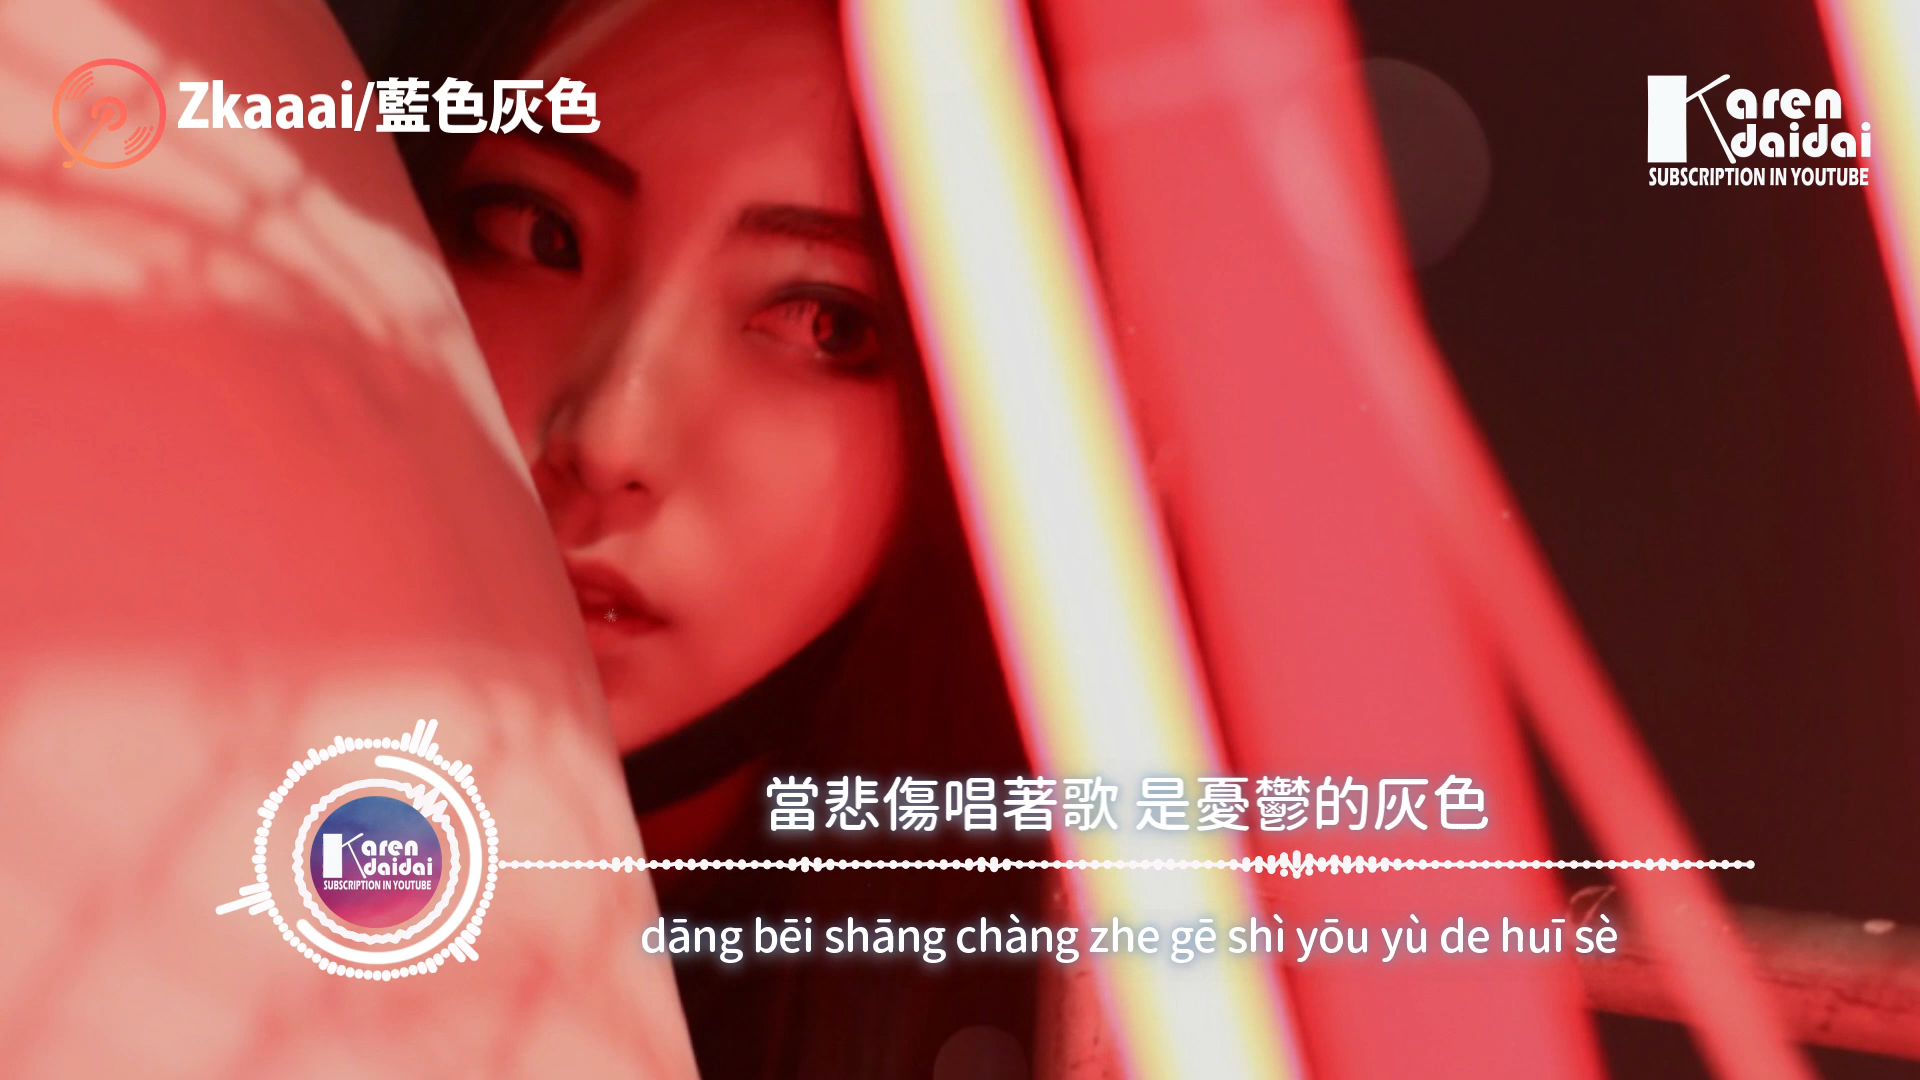 Zkaaai/藍色灰色
Karen
daidai
SUBSCRIPTION IN YOUTUBE
當悲傷唱著歌 是憂鬱的灰色
Karen
daidai
SUBSCRIPTION IN YOUTUBE
dāng bēi shāng chàng zhe gē shì yōu yù de huī sè